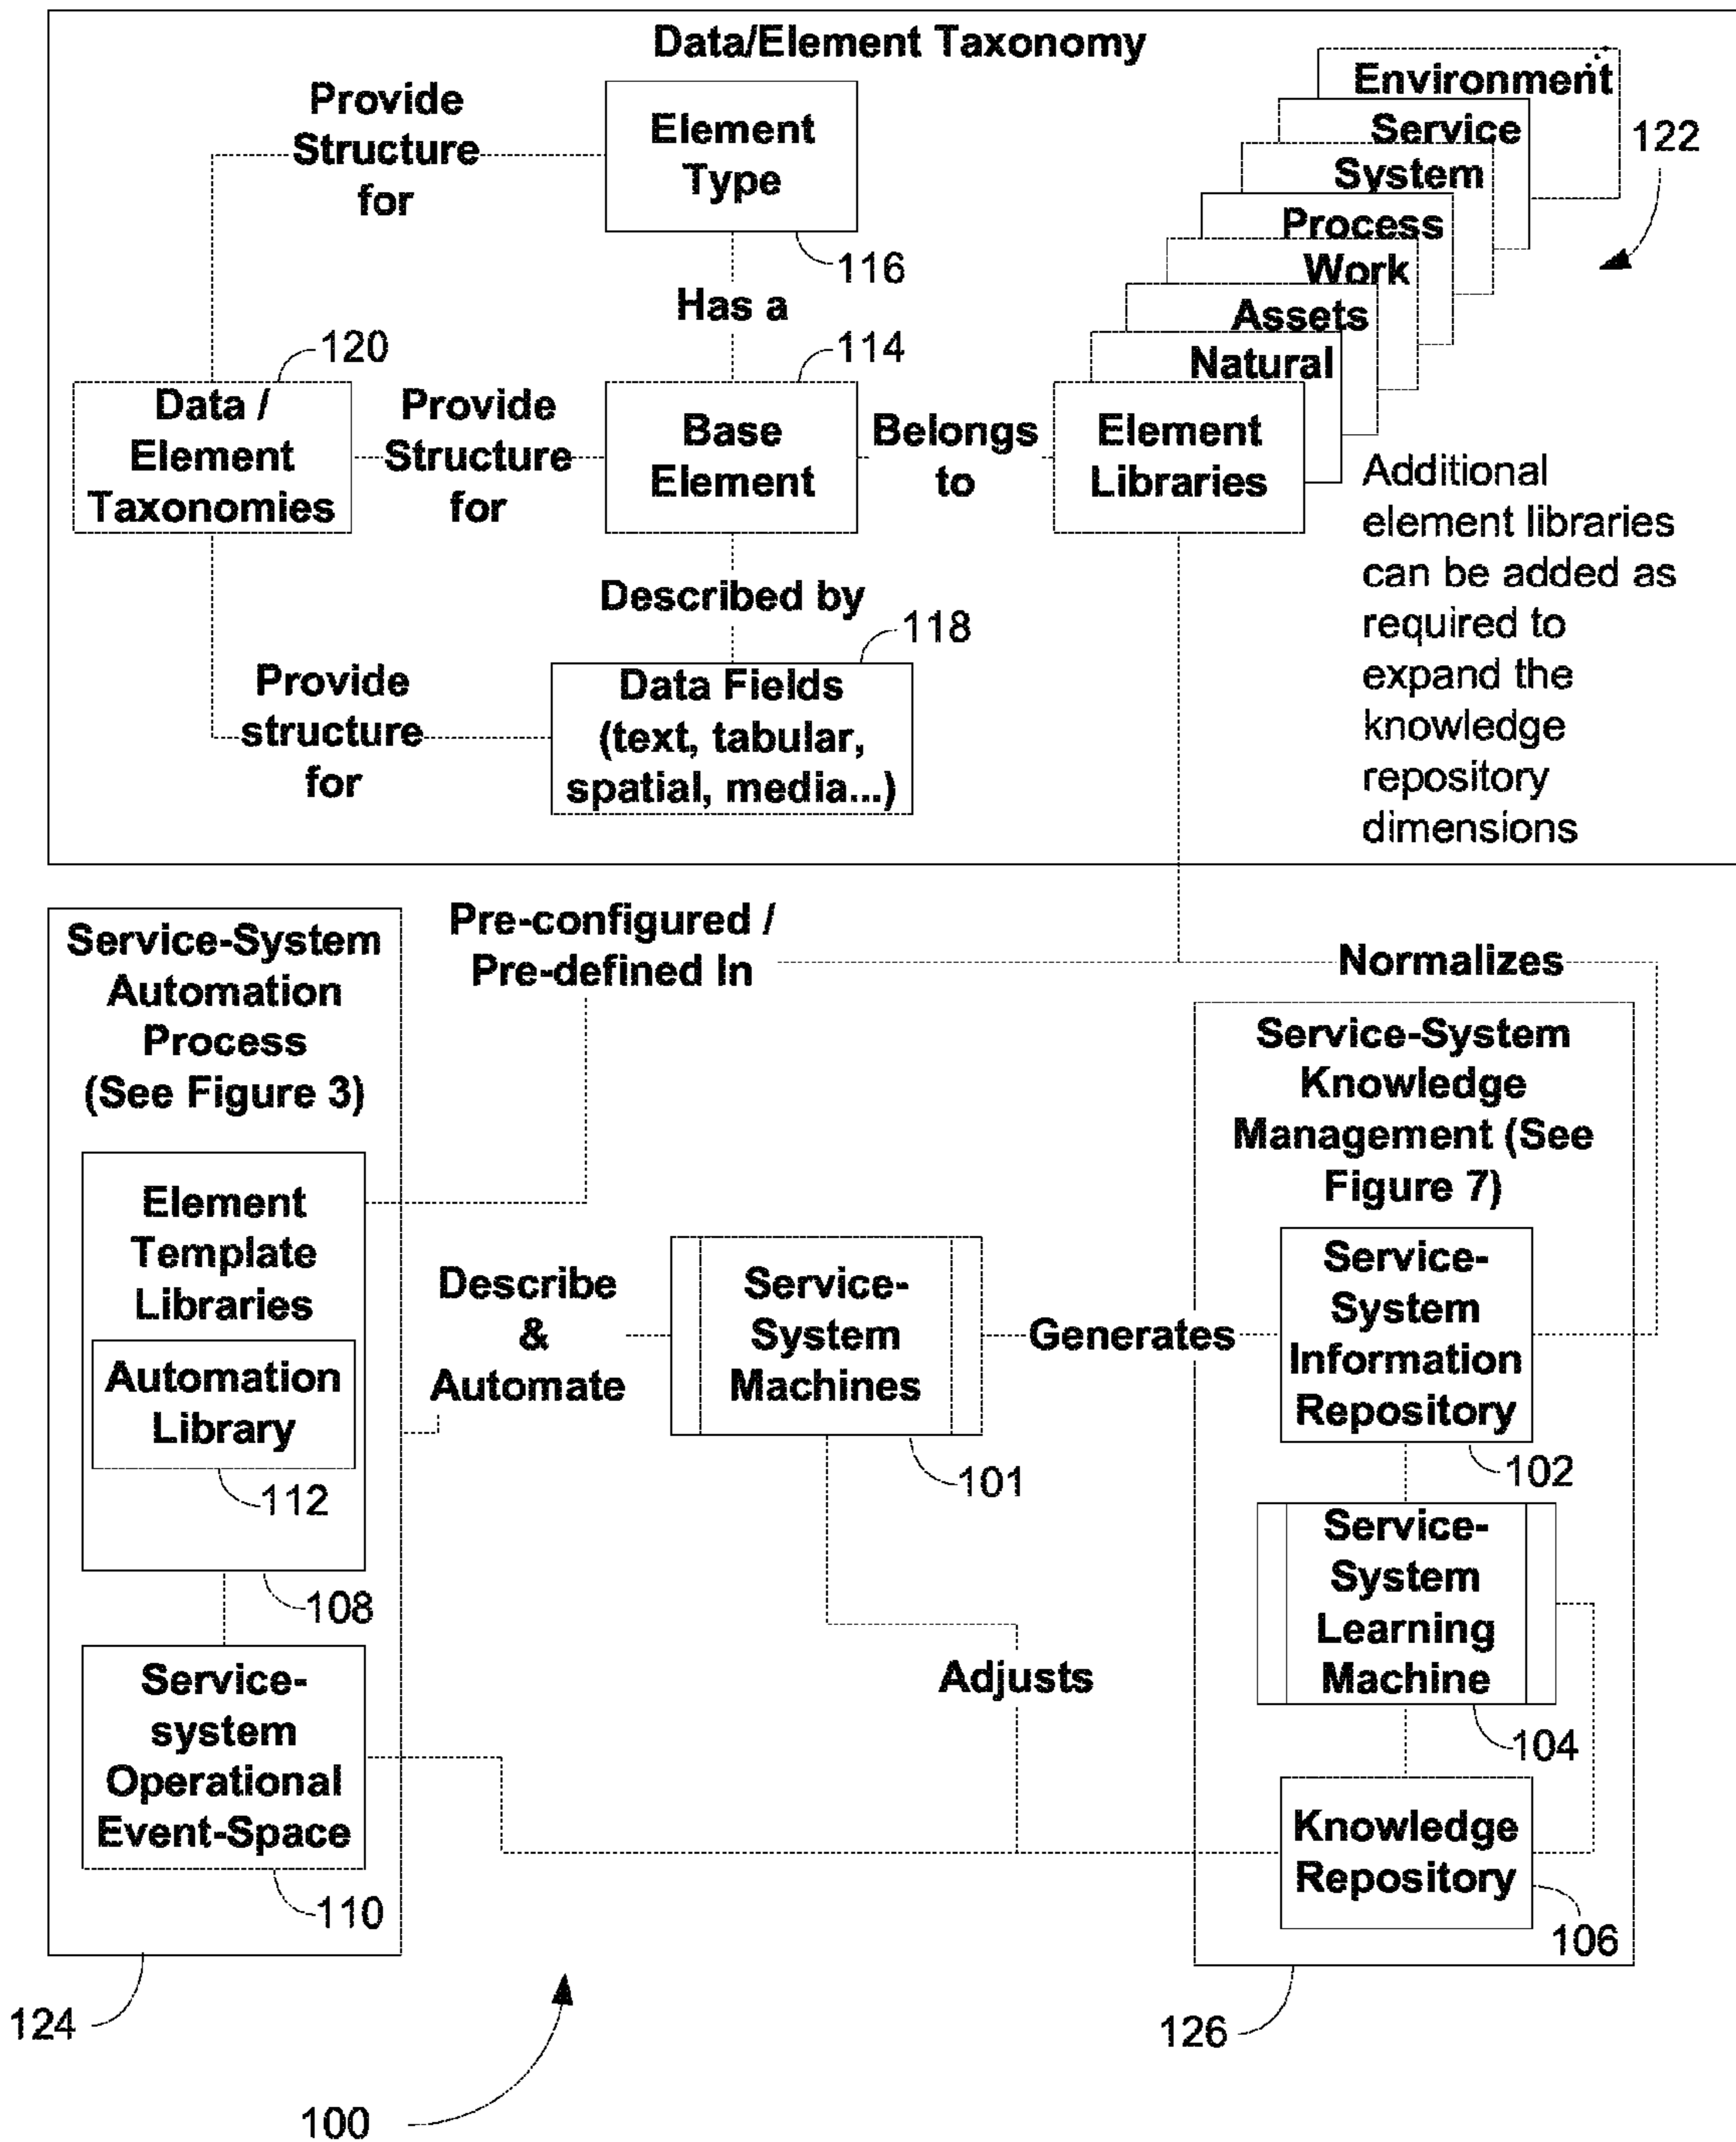 Data/Element Taxonomy
Provide
Structure
for
Element
Type
116
Has a
Environment
Service
System
Process
Work
Assets
Natural
Element
Libraries
122
120
Data /
Element
Taxonomies
Provide
Structure
for
114
Base
Element
Belongs
to
Additional
element libraries
can be added as
required to
expand the
knowledge
repository
dimensions
Described by
118
Provide
structure
for
Data Fields
(text, tabular,
spatial, media...)
Service-System
Automation
Process
(See Figure 3)
Pre-configured /
Pre-defined In
Normalizes
Service-System
Knowledge
Management (See
Figure 7)
Element
Template
Libraries
Automation
Library
112
108
Describe
&
Automate
Service-
System
Machines
101
Generates
Service-
System
Information
Repository
102
Service-
System
Learning
Machine
104
Service-
system
Operational
Event-Space
110
Adjusts
Knowledge
Repository
106
124
126
100